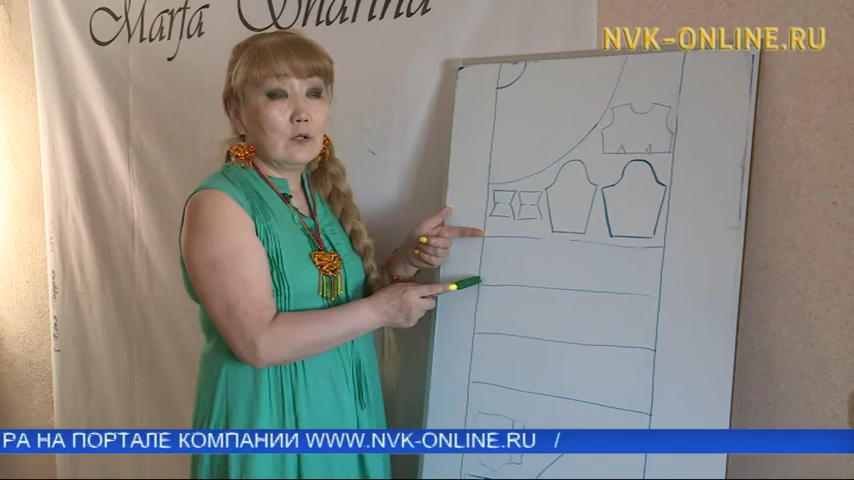 Marfa Sharina
NVK-ONLINE.RU
РА НА ПОРТАЛЕ КОМПАНИИ WWW.NVK-ONLINE.RU /